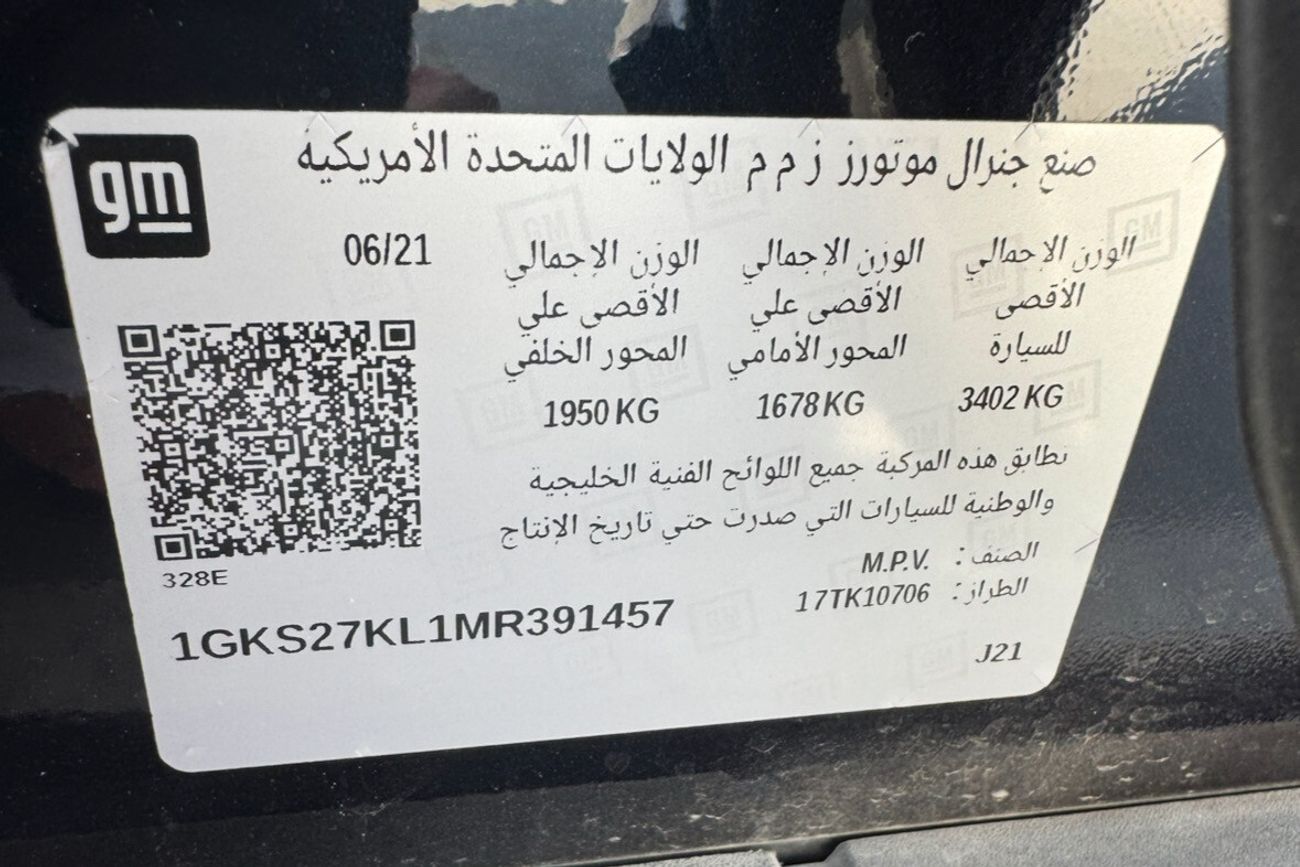 gm
صنع جنرال موتورز ز م م الولايات المتحدة الأمريكية
06/21
الوزن الإجمالي الوزن الإجمالي الوزن الإجمالي
الأقصى الأقصى علي الأقصى علي
للسيارة المحور الأمامي المحور الخلفي
3402 KG 1678 KG 1950 KG
نطابق هذه المركبة جميع اللوائح الفنية الخليجية
والوطنية للسيارات التي صدرت حتي تاريخ الإنتاج
الصنف: M.P.V.
الطراز: 17TK10706
328E
1GKS27KL1MR391457
J21